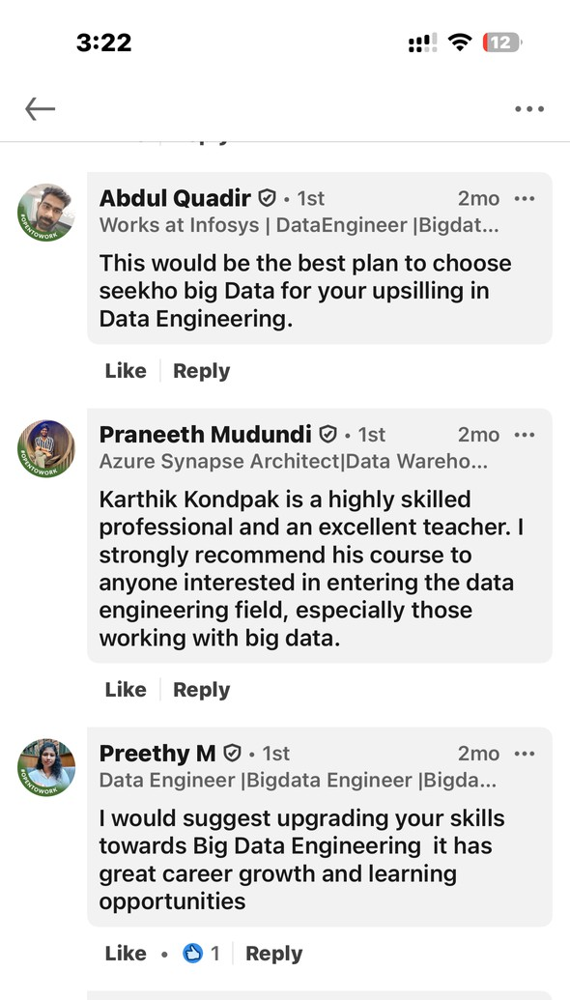 3:22
12
Abdul Quadir • 1st 2mo
Works at Infosys | DataEngineer |Bigdat...
This would be the best plan to choose
seekho big Data for your upsilling in
Data Engineering.
Like Reply
#OPENTOWORK
Praneeth Mudundi • 1st 2mo
Azure Synapse Architect|Data Wareho...
Karthik Kondpak is a highly skilled
professional and an excellent teacher. I
strongly recommend his course to
anyone interested in entering the data
engineering field, especially those
working with big data.
Like Reply
#OPENTOWORK
Preethy M • 1st 2mo
Data Engineer |Bigdata Engineer |Bigda...
I would suggest upgrading your skills
towards Big Data Engineering  it has
great career growth and learning
opportunities
Like • 1 Reply
#OPENTOWORK